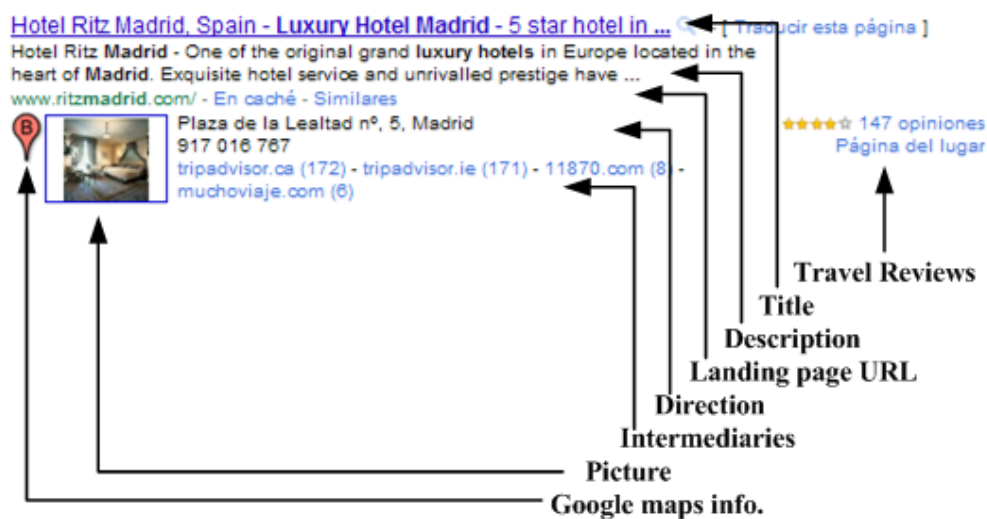 Hotel Ritz Madrid, Spain - Luxury Hotel Madrid - 5 star hotel in ... - [ Traducir esta página ]
Hotel Ritz Madrid - One of the original grand luxury hotels in Europe located in the
heart of Madrid. Exquisite hotel service and unrivalled prestige have ...
www.ritzmadrid.com/ - En caché - Similares
B
Plaza de la Lealtad nº, 5, Madrid
917 016 767
tripadvisor.ca (172) - tripadvisor.ie (171) - 11870.com (8) -
muchoviaje.com (6)
147 opiniones
Página del lugar
Travel Reviews
Title
Description
Landing page URL
Direction
Intermediaries
Picture
Google maps info.